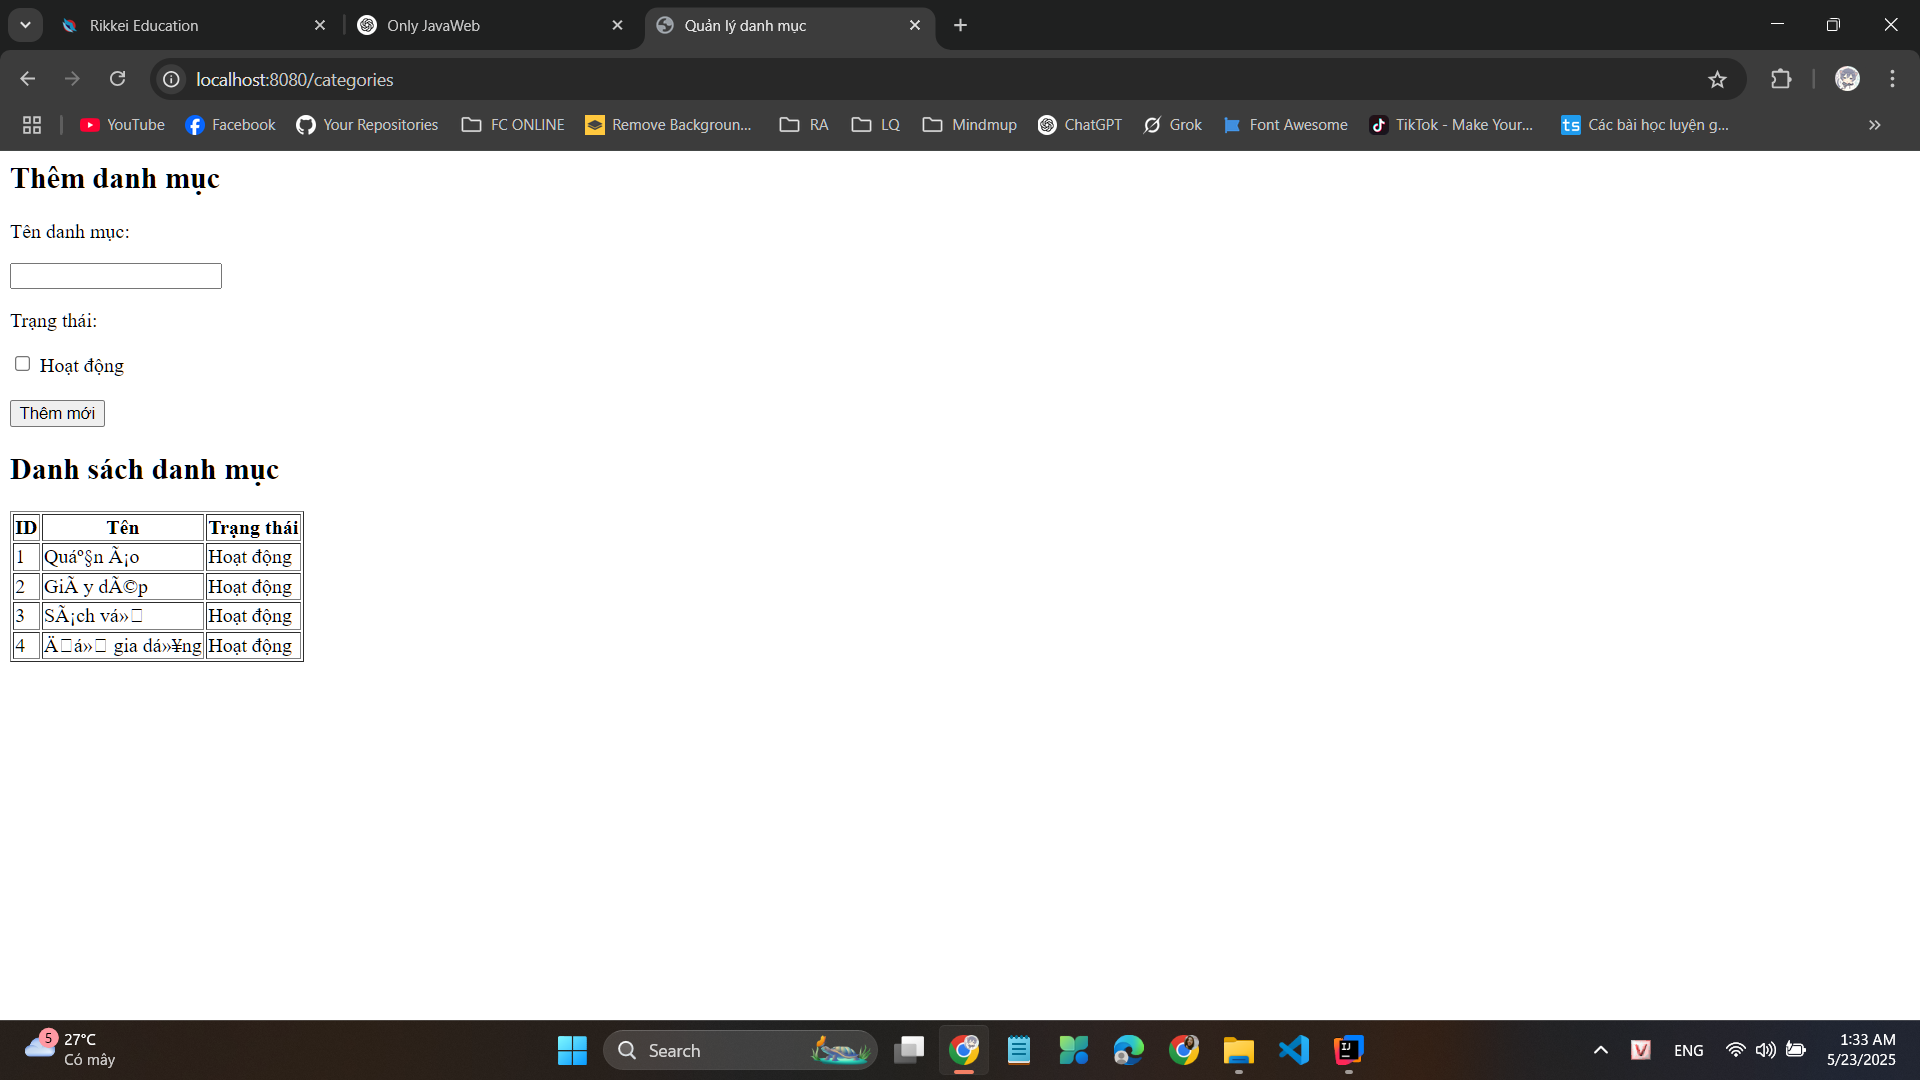 Rikkei Education
Only JavaWeb
Quản lý danh mục
localhost:8080/categories
YouTube
Facebook
Your Repositories
FC ONLINE
Remove Backgroun...
RA
LQ
Mindmup
ChatGPT
Grok
Font Awesome
TikTok - Make Your...
ts
Các bài học luyện g...
Thêm danh mục
Tên danh mục:
Trạng thái:
Hoạt động
Thêm mới
Danh sách danh mục
ID Tên Trạng thái
1 Quáº§n Ã¡o Hoạt động
2 GiÃ y dÃ©p Hoạt động
3 SÃ¡ch vá»□ Hoạt động
4 Ä□á»□ gia dá»¥ng Hoạt động
5
27°C
Có mây
Search
V
ENG
1:33 AM
5/23/2025